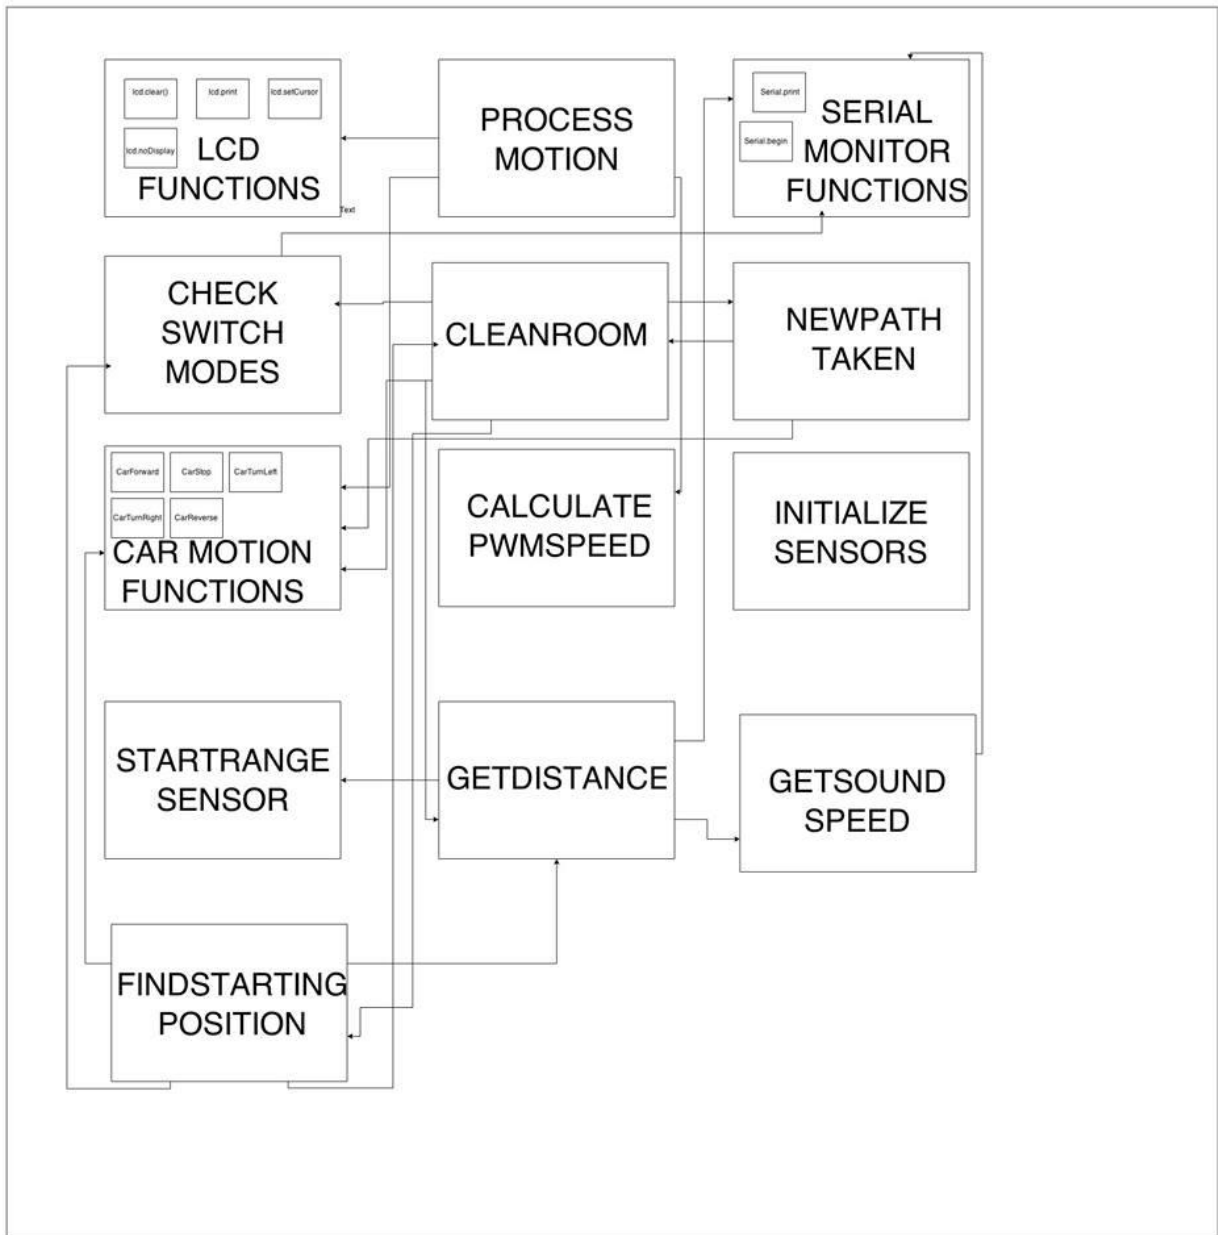 lcd.clear()
lcd.print
lcd.setCursor
lcd.noDisplay
LCD
FUNCTIONS
Text
PROCESS
MOTION
Serial.print
Serial.begin
SERIAL
MONITOR
FUNCTIONS
CHECK
SWITCH
MODES
CLEANROOM
NEWPATH
TAKEN
CarForward
CarStop
CarTurnLeft
CarTurnRight
CarReverse
CAR MOTION
FUNCTIONS
CALCULATE
PWMSPEED
INITIALIZE
SENSORS
STARTRANGE
SENSOR
GETDISTANCE
GETSOUND
SPEED
FINDSTARTING
POSITION